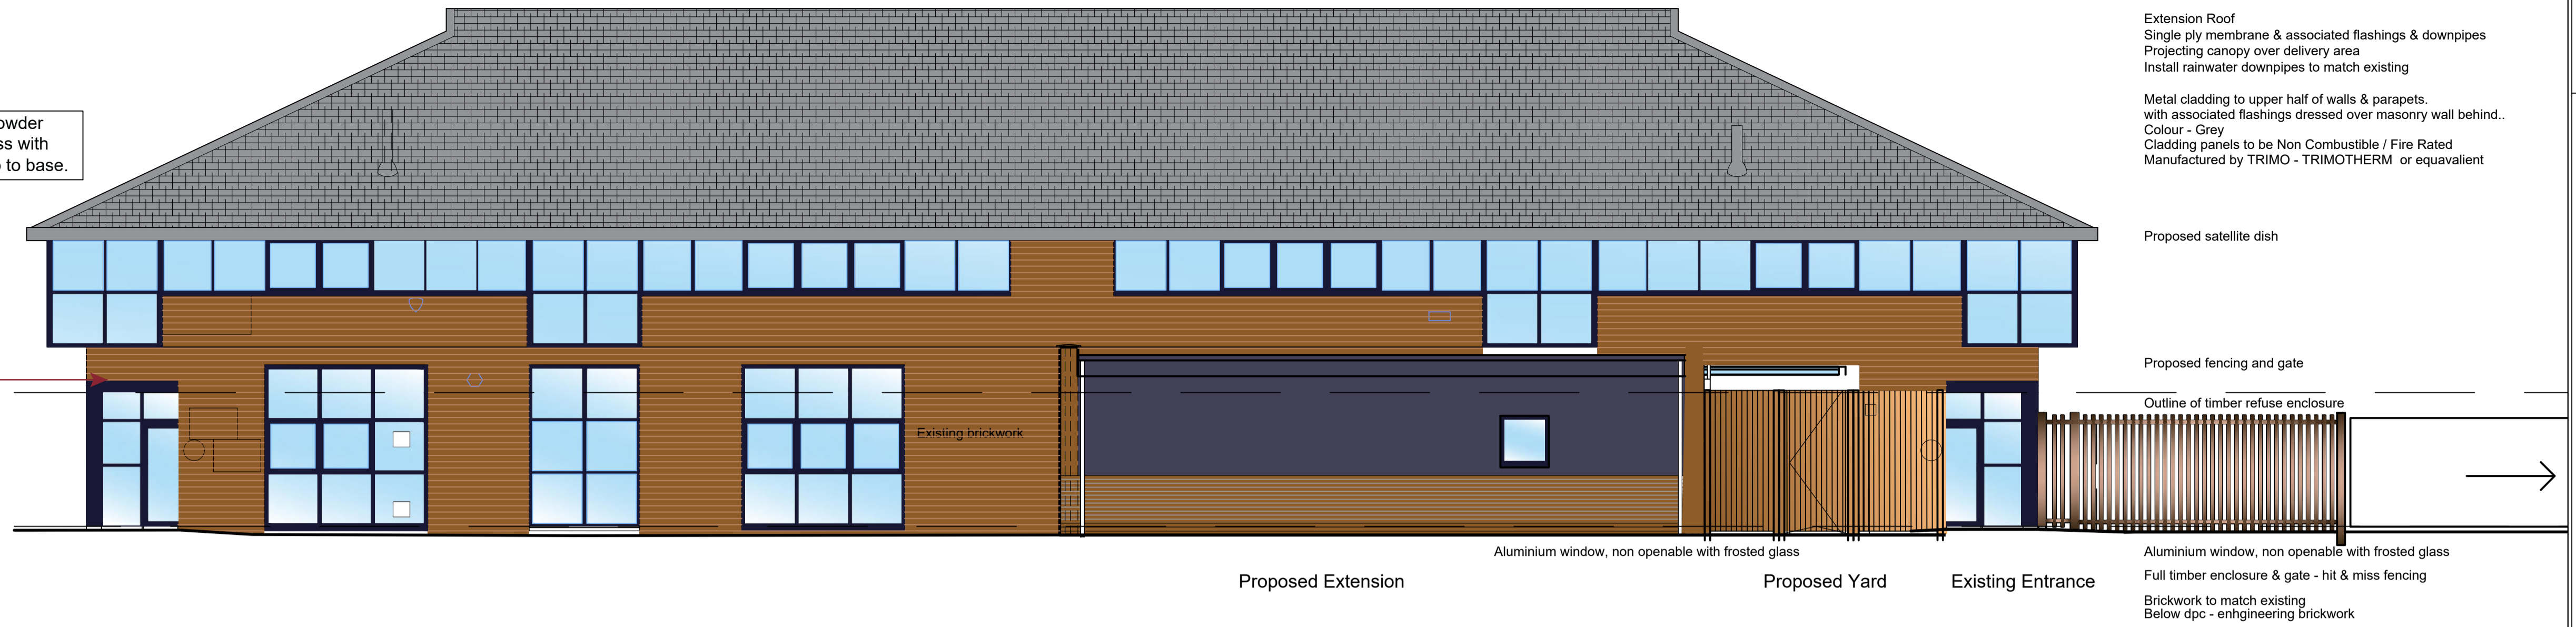 owder
ss with
to base.
Existing brickwork
Aluminium window, non openable with frosted glass
Proposed Extension
Proposed Yard
Existing Entrance
Extension Roof
Single ply membrane & associated flashings & downpipes
Projecting canopy over delivery area
Install rainwater downpipes to match existing
Metal cladding to upper half of walls & parapets.
with associated flashings dressed over masonry wall behind..
Colour - Grey
Cladding panels to be Non Combustible / Fire Rated
Manufactured by TRIMO - TRIMOTHERM or equavalient
Proposed satellite dish
Proposed fencing and gate
Outline of timber refuse enclosure
Aluminium window, non openable with frosted glass
Full timber enclosure & gate - hit & miss fencing
Brickwork to match existing
Below dpc - enhgineering brickwork